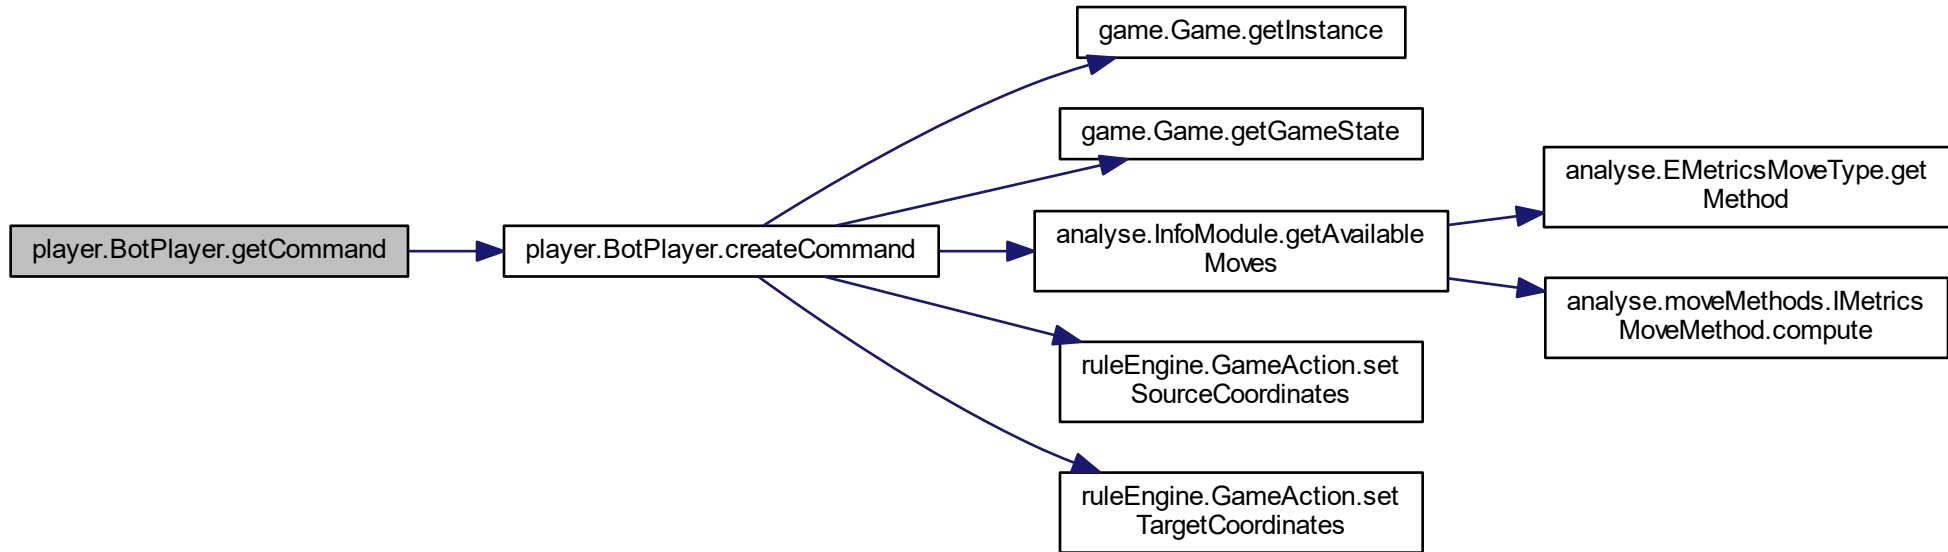 player.BotPlayer.getCommand
player.BotPlayer.createCommand
game.Game.getInstance
game.Game.getGameState
analyse.InfoModule.getAvailable
Moves
ruleEngine.GameAction.set
SourceCoordinates
ruleEngine.GameAction.set
TargetCoordinates
analyse.EMetricsMoveType.get
Method
analyse.moveMethods.IMetrics
MoveMethod.compute